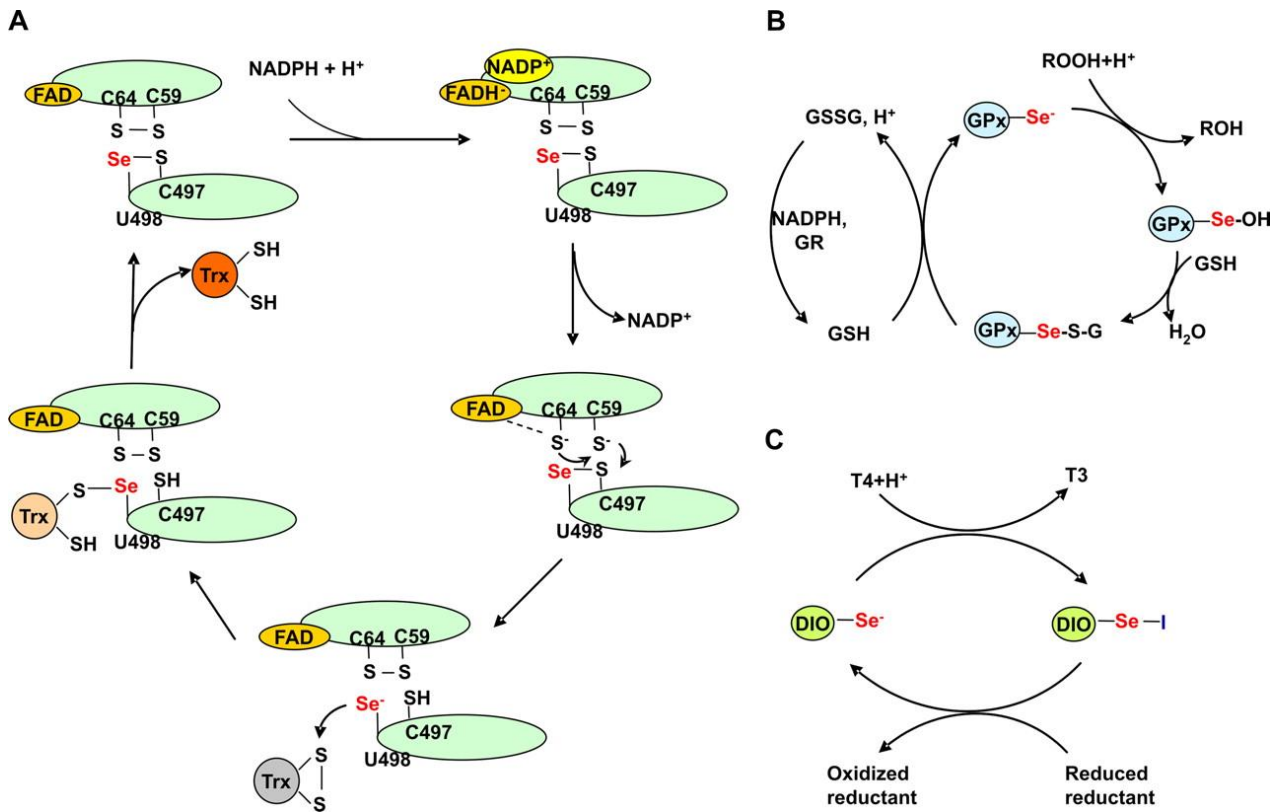 A
NADPH + H⁺
FAD
C64 C59
S – S
Se – S
C497
U498
NADP⁺
FADH⁻
C64 C59
S – S
Se – S
C497
U498
NADP⁺
FAD
C64 C59
S⁻ S⁻
Se – S
C497
U498
FAD
C64 C59
S – S
Se⁻ SH
C497
U498
S
Trx
S
FAD
C64 C59
S – S
S – Se SH
Trx
C497
SH U498
SH
Trx
SH
B
ROOH+H⁺
GSSG, H⁺
GPx – Se⁻
ROH
NADPH,
GR
GPx – Se-OH
GSH
GSH
GPx – Se-S-G
H₂O
C
T4+H⁺ T3
DIO – Se⁻
DIO – Se – I
Oxidized
reductant
Reduced
reductant